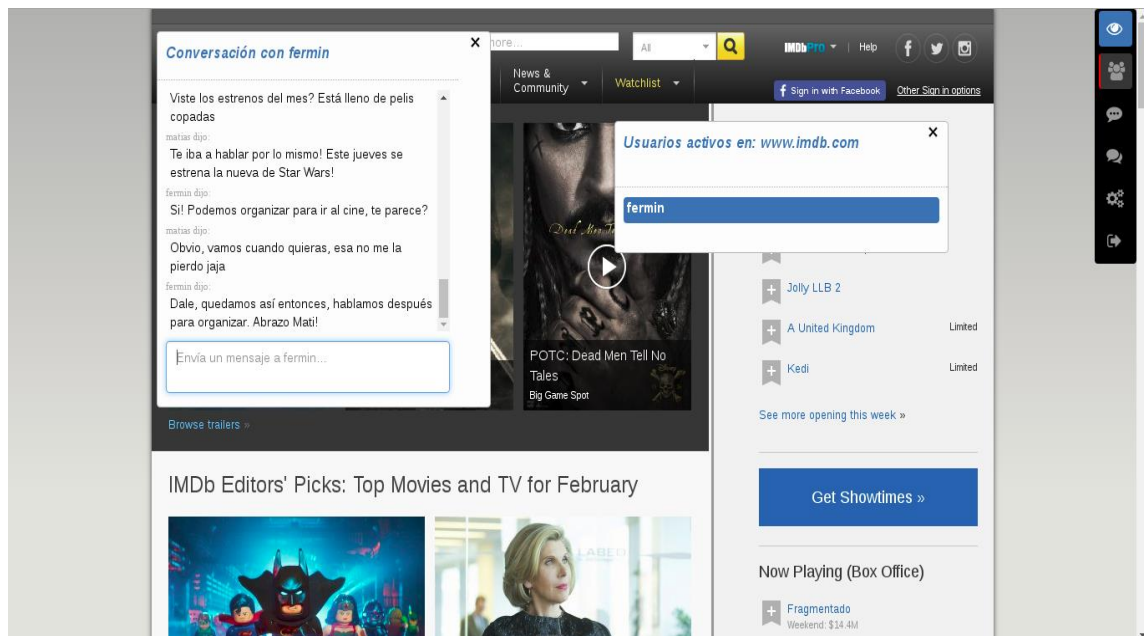 Conversación con fermin
x
Viste los estrenos del mes? Está lleno de pelis
copadas
matias dijo:
Te iba a hablar por lo mismo! Este jueves se
estrena la nueva de Star Wars!
fermin dijo:
Si! Podemos organizar para ir al cine, te parece?
matias dijo:
Obvio, vamos cuando quieras, esa no me la
pierdo jaja
fermin dijo:
Dale, quedamos así entonces, hablamos después
para organizar. Abrazo Mati!
Envía un mensaje a fermin...
more...
All
IMDbPro
Help
News &
Community
Watchlist
Sign in with Facebook
Other Sign in options
Usuarios activos en: www.imdb.com
x
fermin
Dead Men
POTC: Dead Men Tell No
Tales
Big Game Spot
Browse trailers »
Jolly LLB 2
A United Kingdom
Limited
Kedi
Limited
See more opening this week »
Get Showtimes »
IMDb Editors' Picks: Top Movies and TV for February
LABED
Now Playing (Box Office)
Fragmentado
Weekend: $14.4M